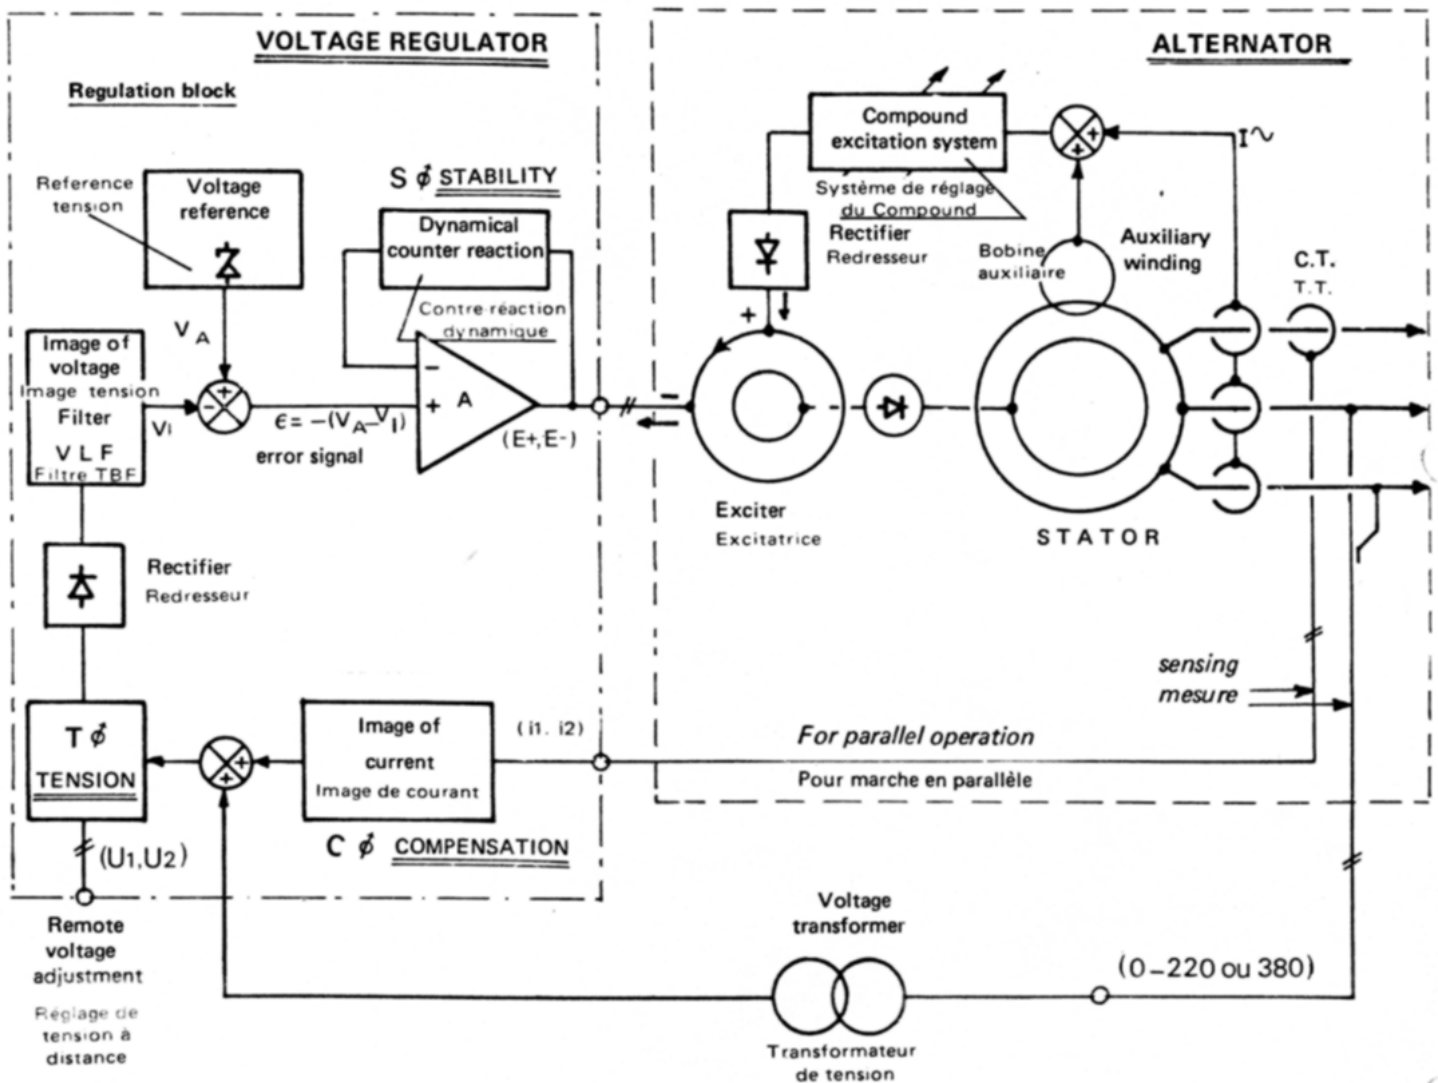 VOLTAGE REGULATOR
Regulation block
Reference
tension
Voltage
reference
S STABILITY
Dynamical
counter reaction
Contre-réaction
dynamique
V A
Image of
voltage
Image tension
Filter
V L F
Filtre TBF
VI
+
-
ϵ = -(VA-VI)
error signal
-
+
A
(E+, E-)
Rectifier
Redresseur
T
TENSION
(U1,U2)
Remote
voltage
adjustment
Réglage de
tension à
distance
+
+
Image of
current
Image de courant
(i1. i2)
C COMPENSATION
ALTERNATOR
Compound
excitation system
Système de réglage
du Compound
+
+
I~
Rectifier
Redresseur
Bobine
auxiliaire
Auxiliary
winding
C.T.
T.T.
+
-
Exciter
Excitatrice
STATOR
sensing
mesure
For parallel operation
Pour marche en parallèle
Voltage
transformer
(0-220 ou 380)
Transformateur
de tension